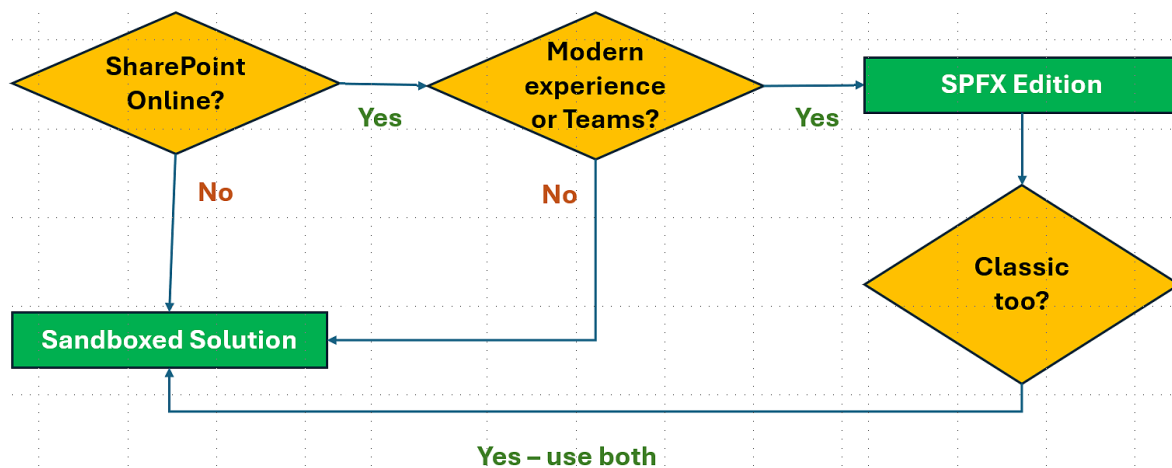 SharePoint
Online?
Yes
Modern
experience
or Teams?
Yes
SPFX Edition
No
No
Classic
too?
Sandboxed Solution
Yes – use both